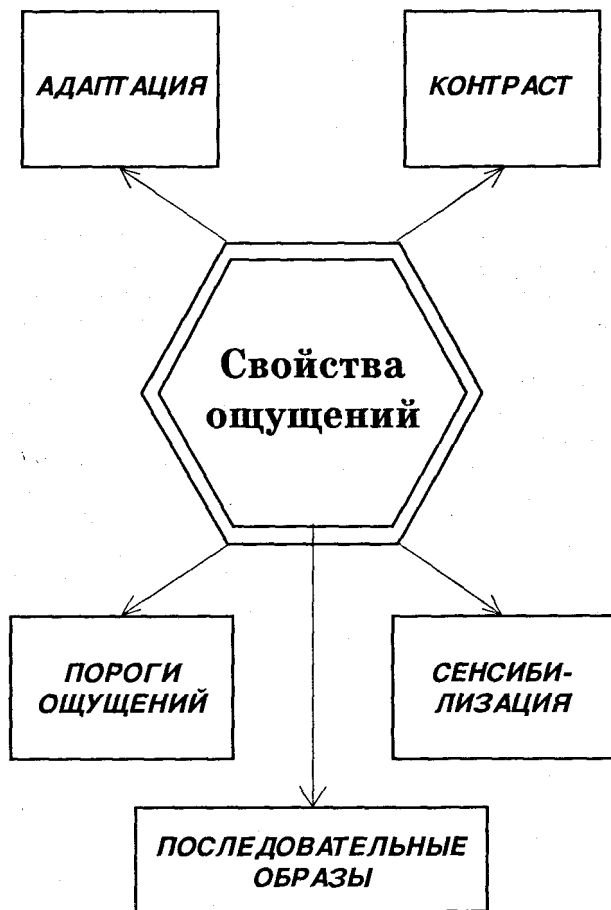 АДАПТАЦИЯ
КОНТРАСТ
Свойства
ощущений
ПОРОГИ
ОЩУЩЕНИЙ
СЕНСИБИ-
ЛИЗАЦИЯ
ПОСЛЕДОВАТЕЛЬНЫЕ
ОБРАЗЫ